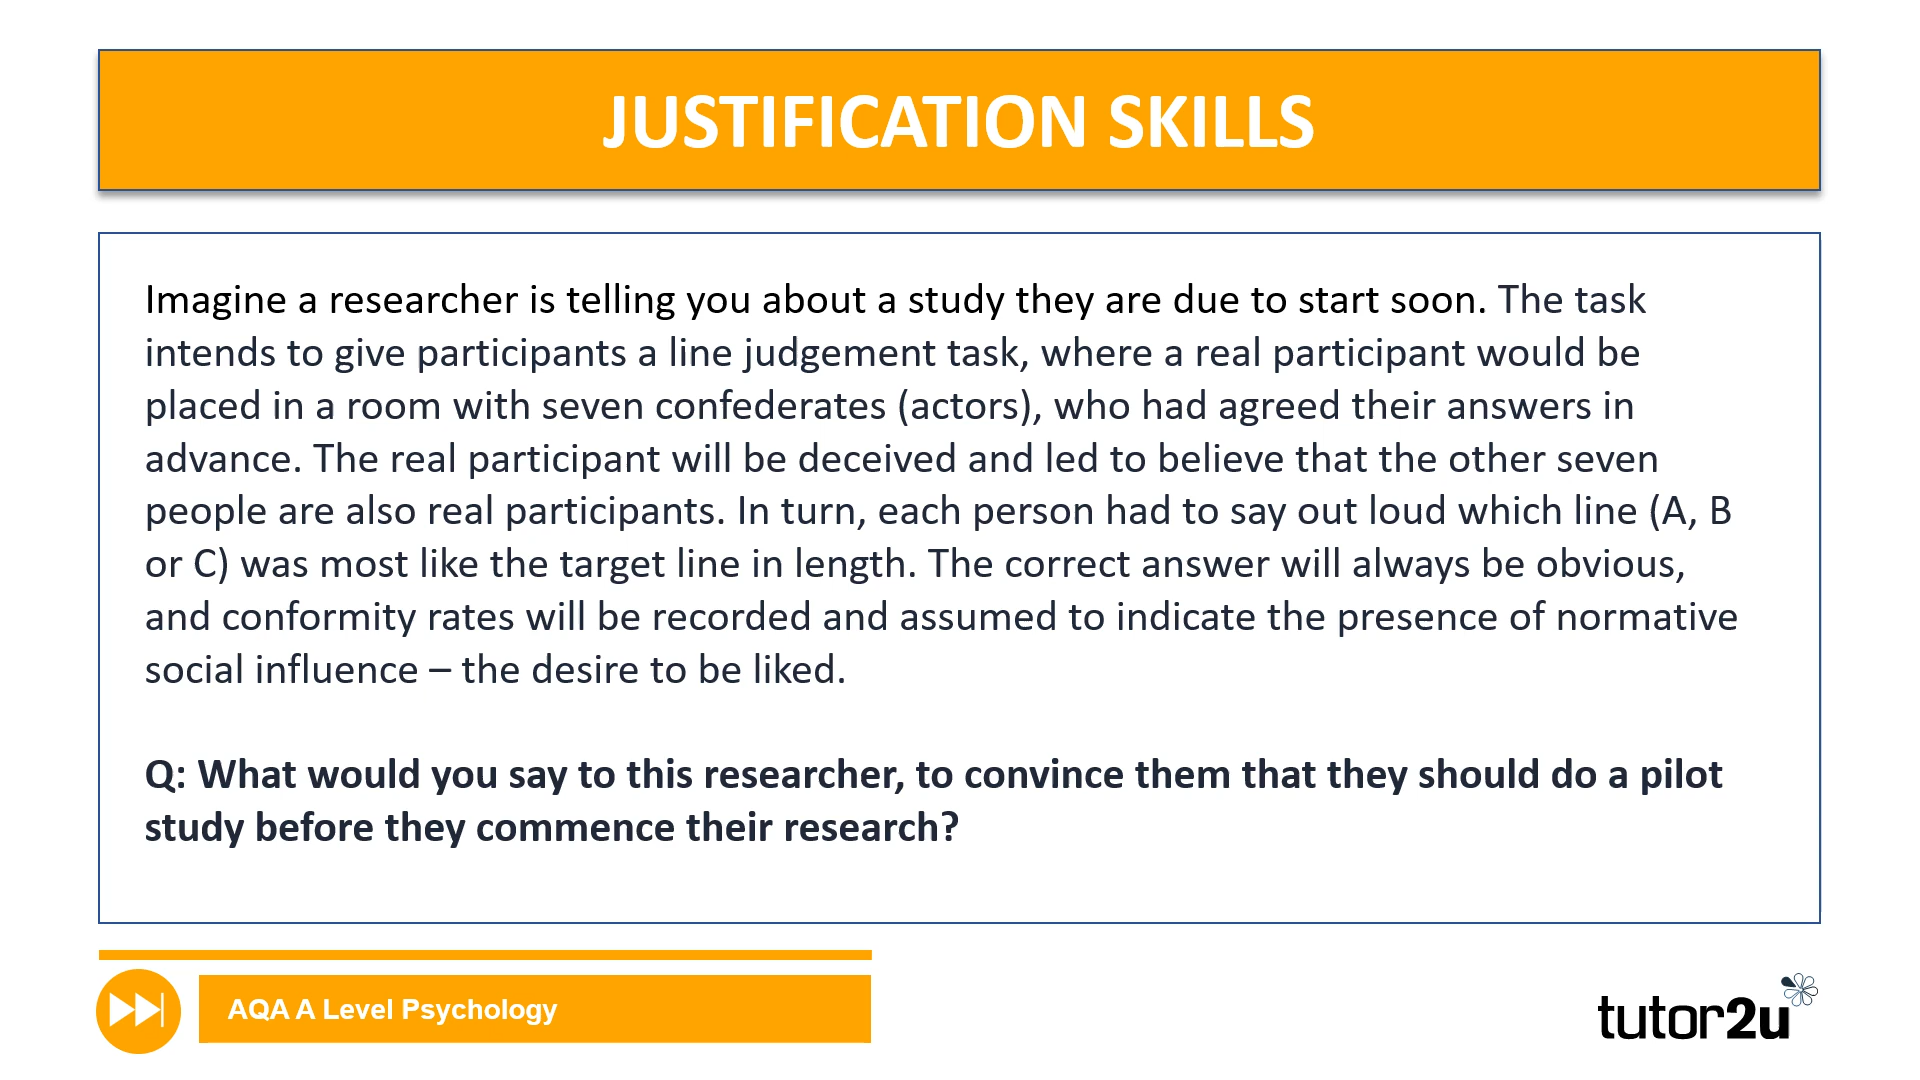 JUSTIFICATION SKILLS
Imagine a researcher is telling you about a study they are due to start soon. The task
intends to give participants a line judgement task, where a real participant would be
placed in a room with seven confederates (actors), who had agreed their answers in
advance. The real participant will be deceived and led to believe that the other seven
people are also real participants. In turn, each person had to say out loud which line (A, B
or C) was most like the target line in length. The correct answer will always be obvious,
and conformity rates will be recorded and assumed to indicate the presence of normative
social influence – the desire to be liked.
Q: What would you say to this researcher, to convince them that they should do a pilot
study before they commence their research?
AQA A Level Psychology
tutor2u